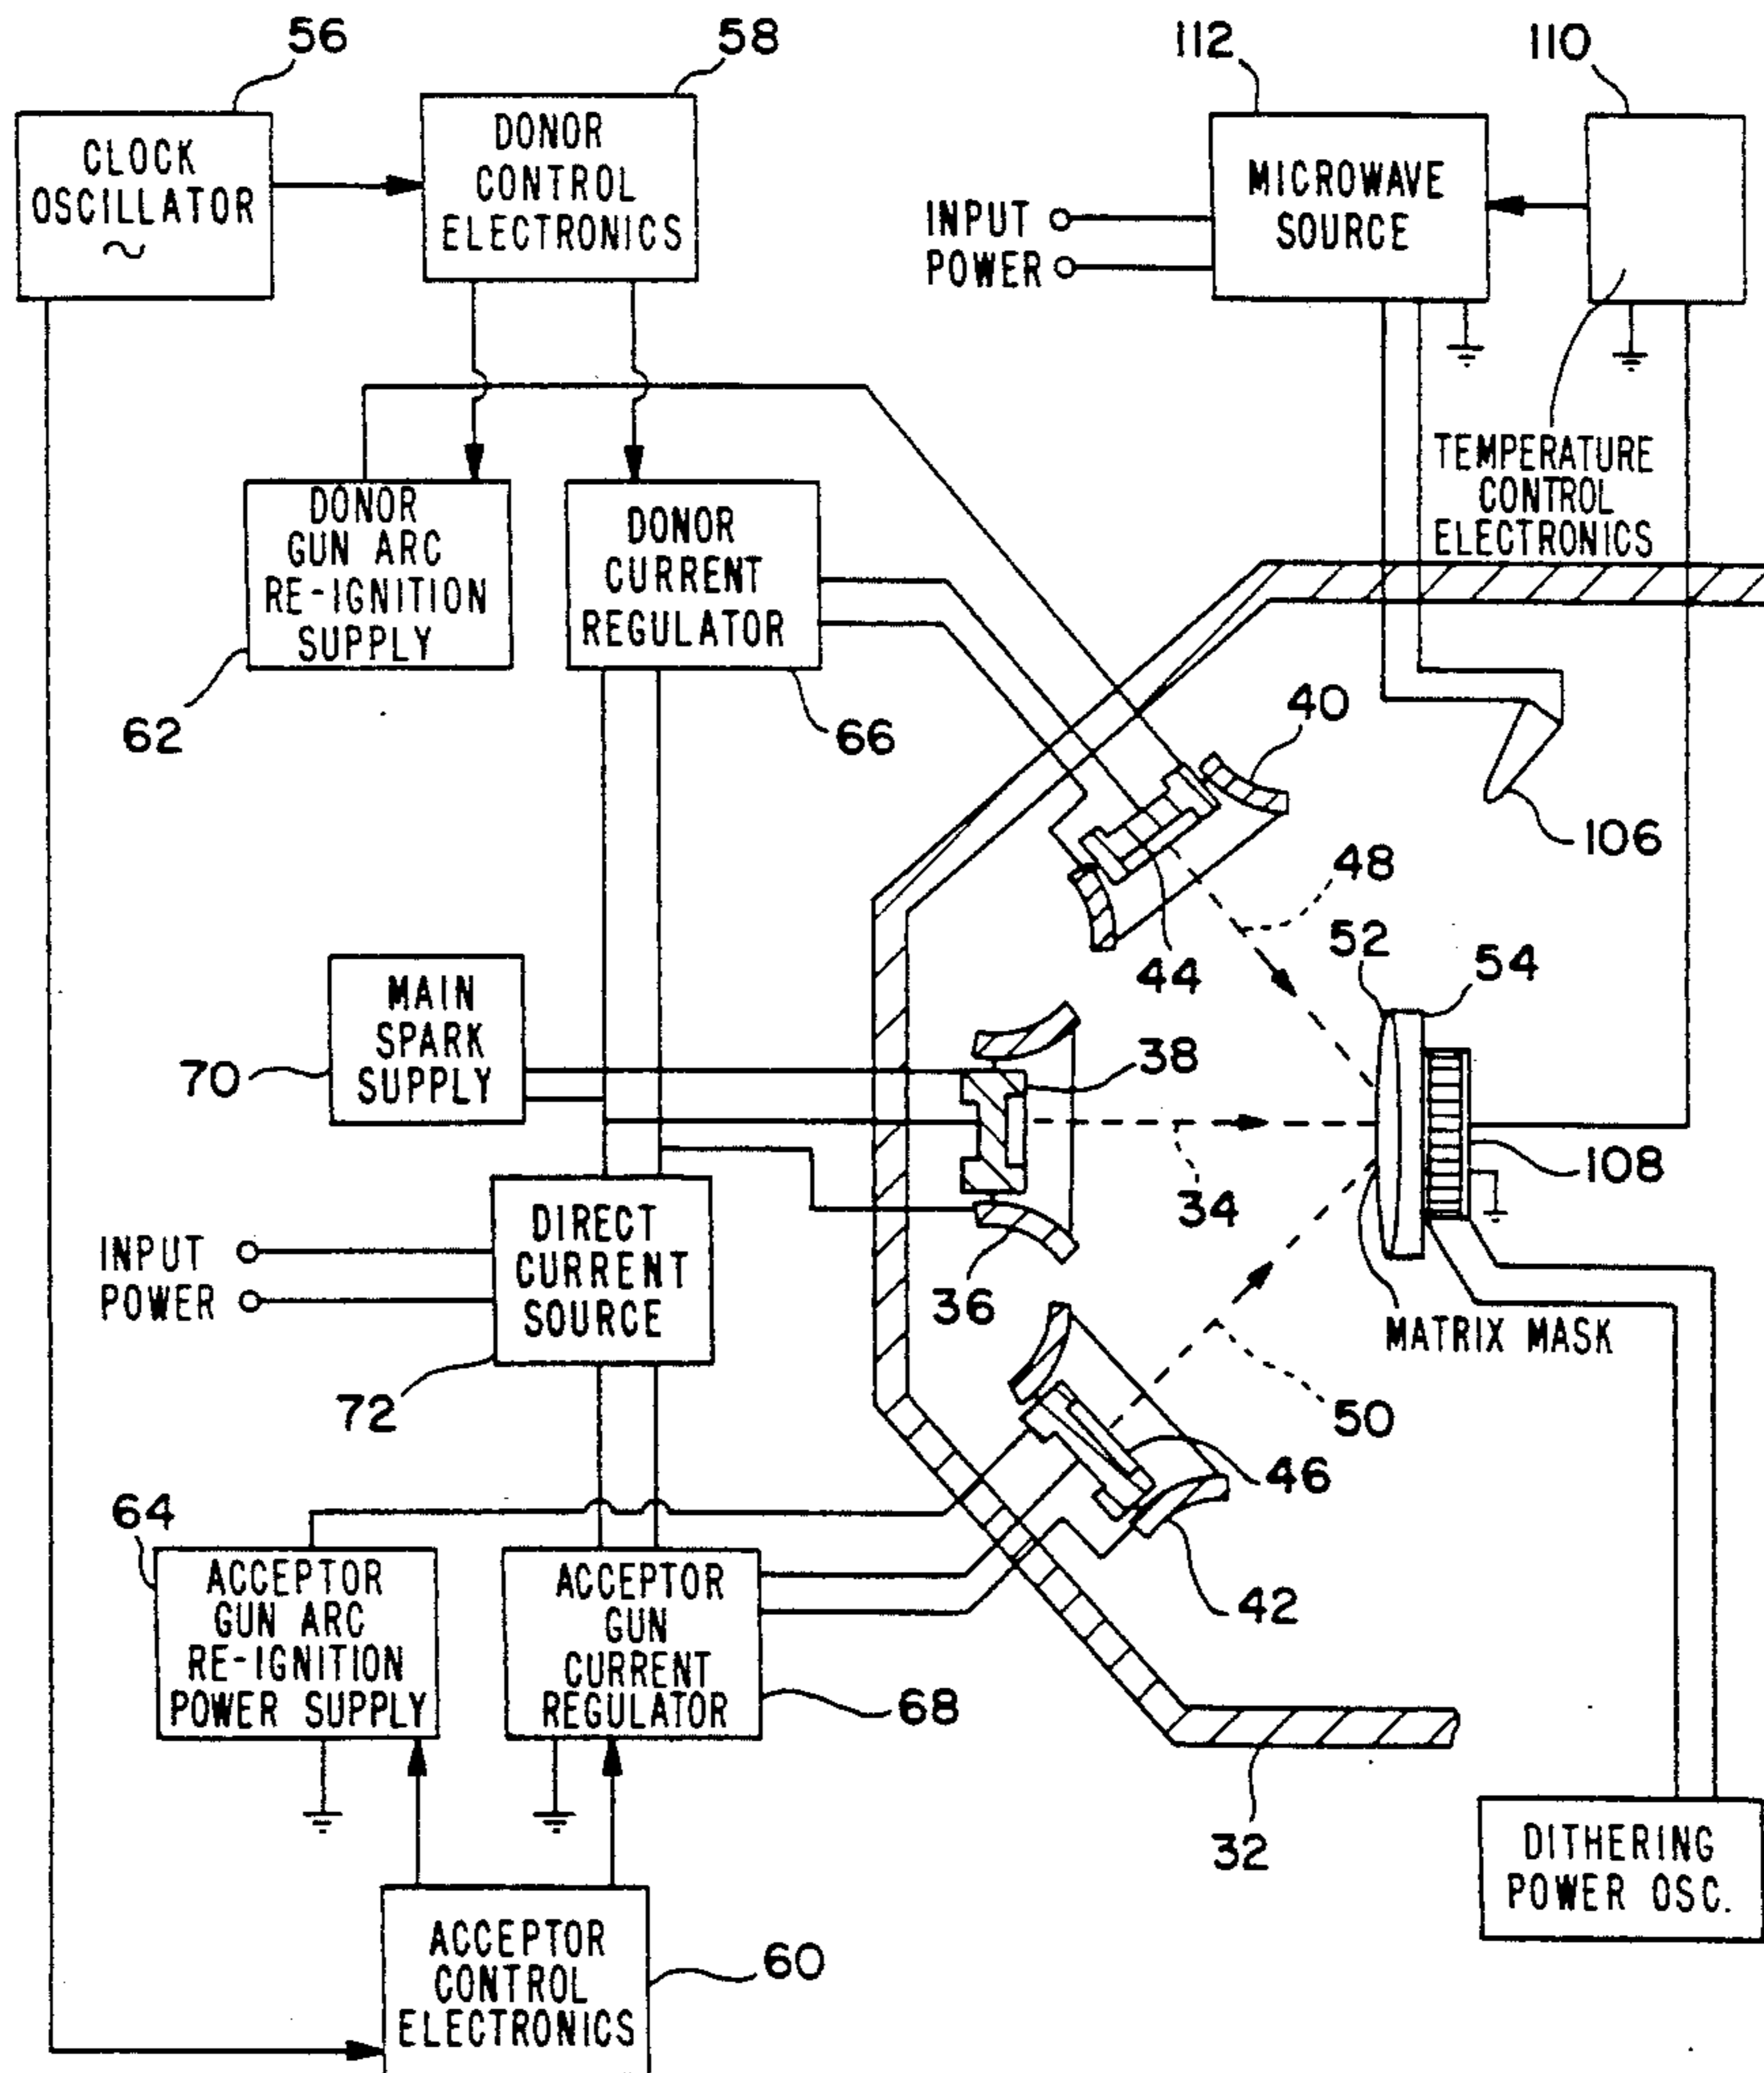 56
58
112
110
CLOCK
OSCILLATOR
~
DONOR
CONTROL
ELECTRONICS
MICROWAVE
SOURCE
INPUT
POWER
TEMPERATURE
CONTROL
ELECTRONICS
DONOR
GUN ARC
RE-IGNITION
SUPPLY
DONOR
CURRENT
REGULATOR
62
66
40
106
48
44
52
54
MAIN
SPARK
SUPPLY
70
38
34
108
36
DIRECT
CURRENT
SOURCE
INPUT
POWER
72
MATRIX MASK
50
46
42
64
ACCEPTOR
GUN ARC
RE-IGNITION
POWER SUPPLY
ACCEPTOR
GUN
CURRENT
REGULATOR
68
32
DITHERING
POWER OSC.
ACCEPTOR
CONTROL
ELECTRONICS
60